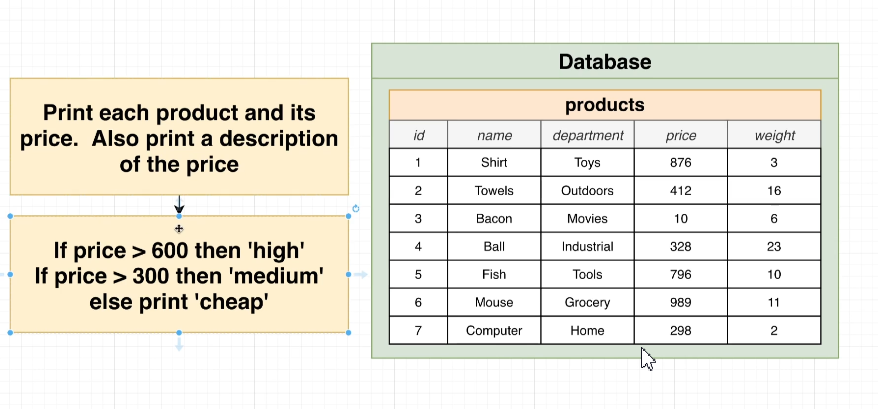 Print each product and its
price.  Also print a description
of the price
If price > 600 then 'high'
If price > 300 then 'medium'
else print 'cheap'
Database
products
id name department price weight
1 Shirt Toys 876 3
2 Towels Outdoors 412 16
3 Bacon Movies 10 6
4 Ball Industrial 328 23
5 Fish Tools 796 10
6 Mouse Grocery 989 11
7 Computer Home 298 2